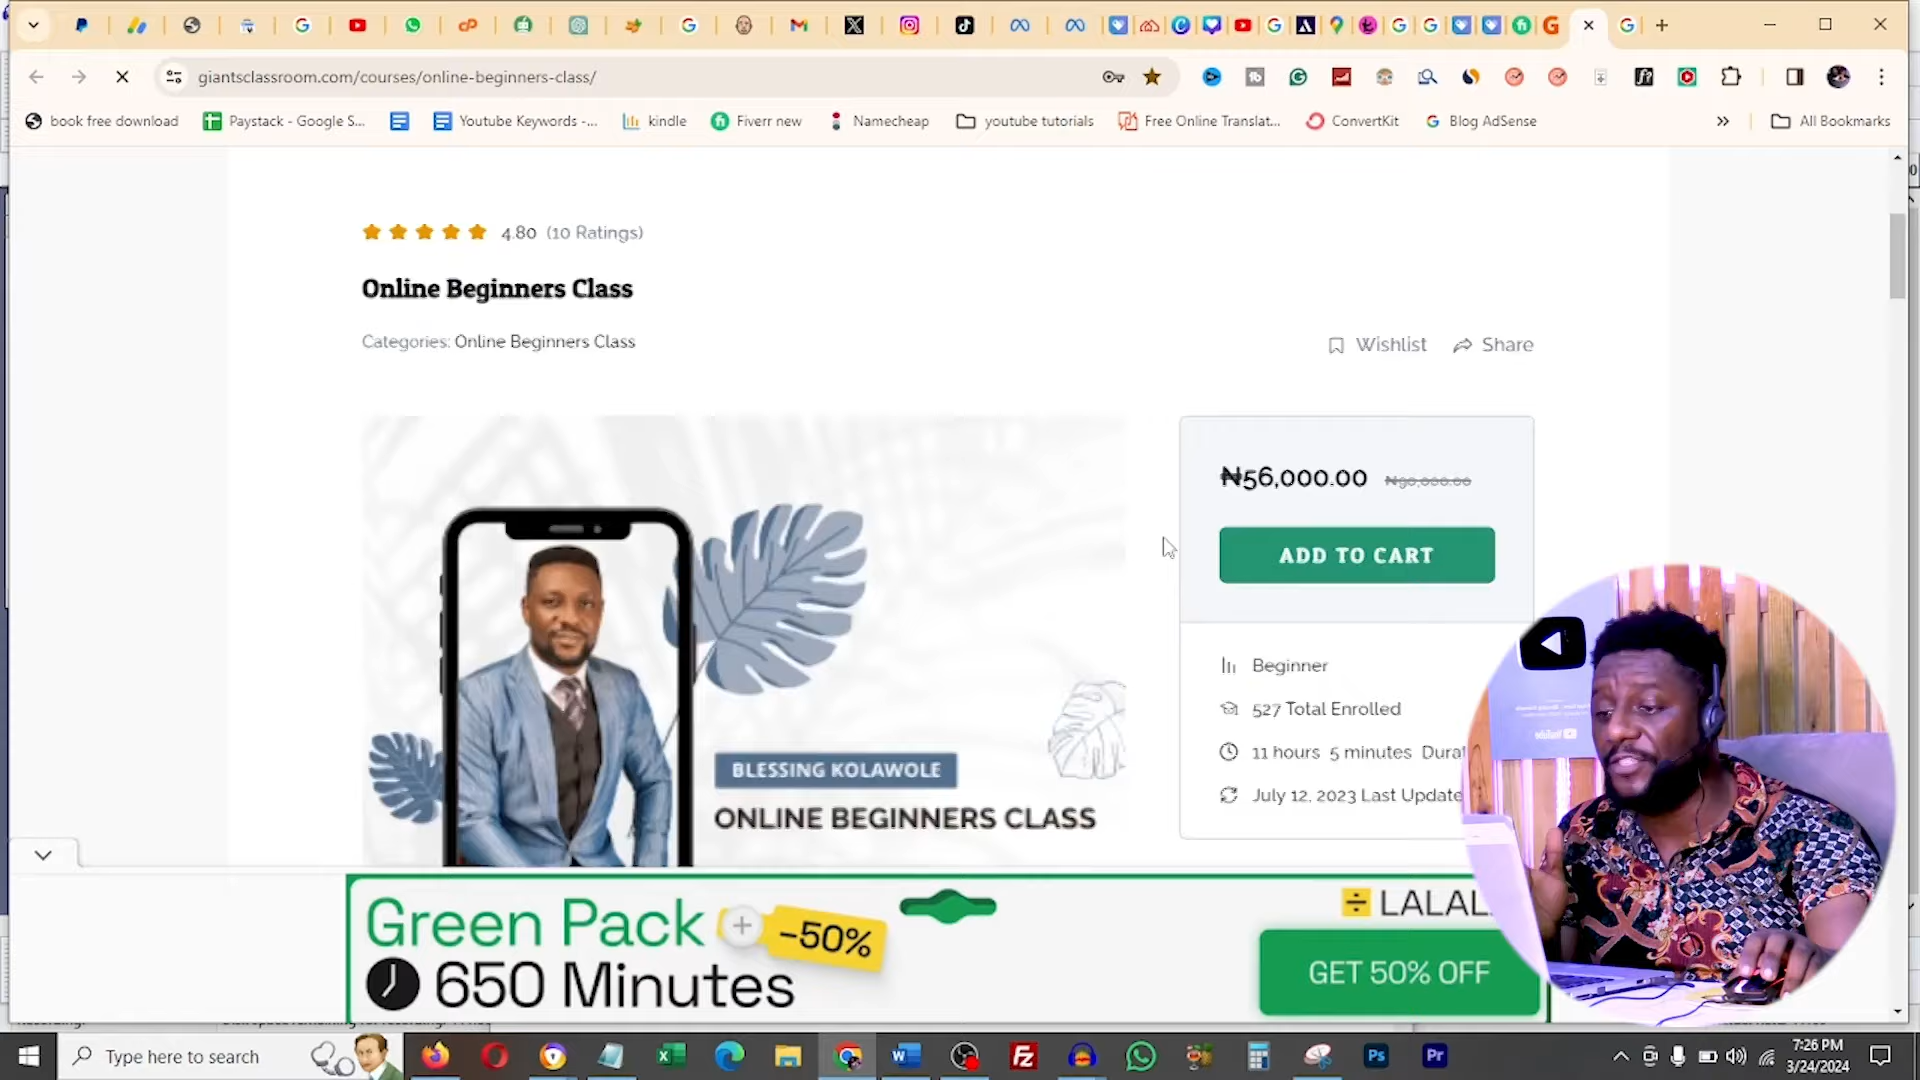 giantsclassroom.com/courses/online-beginners-class/
book free download
Paystack - Google S...
Youtube Keywords -...
kindle
Fiverr new
Namecheap
youtube tutorials
Free Online Translat...
ConvertKit
Blog AdSense
All Bookmarks
4.80 (10 Ratings)
Online Beginners Class
Categories: Online Beginners Class
Wishlist
Share
₦56,000.00 ₦90,000.00
ADD TO CART
Beginner
527 Total Enrolled
11 hours 5 minutes Durat
July 12, 2023 Last Update
BLESSING KOLAWOLE
ONLINE BEGINNERS CLASS
Green Pack
-50%
650 Minutes
LALAL
GET 50% OFF
YouTube
Type here to search
7:26 PM
3/24/2024